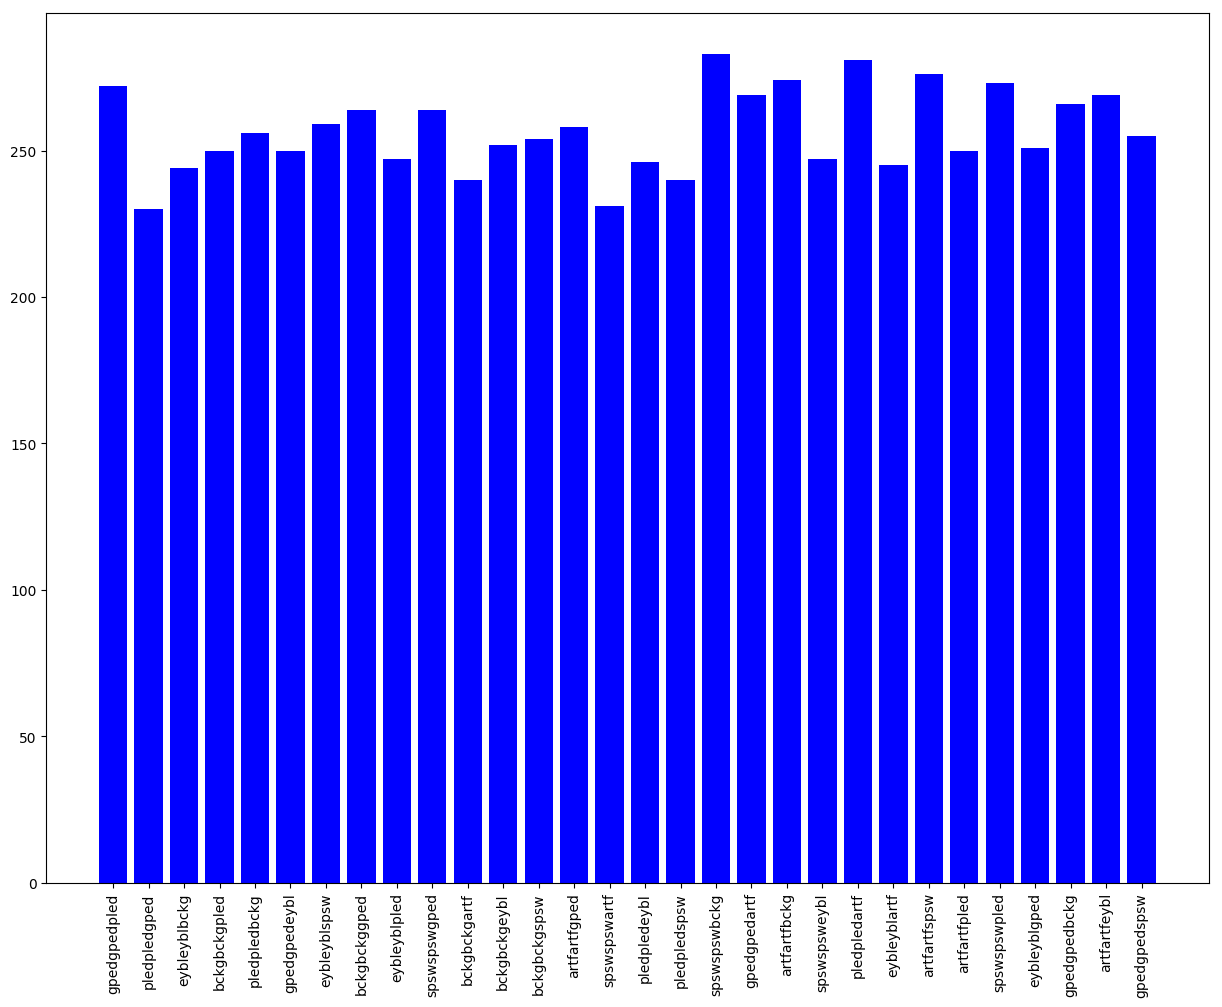 250
200
150
100
50
0
gpedgpedpled
pledpledgped
eybleyblbckg
bckgbckgpled
pledpledbckg
gpedgpedeybl
eybleyblspsw
bckgbckggped
eybleyblpled
spswspswgped
bckgbckgartf
bckgbckgeybl
bckgbckgspsw
artfartfgped
spswspswartf
pledpledeybl
pledpledspsw
spswspswbckg
gpedgpedartf
artfartfbckg
spswspsweybl
pledpledartf
eybleyblartf
artfartfspsw
artfartfpled
spswspswpled
eybleyblgped
gpedgpedbckg
artfartfeybl
gpedgpedspsw